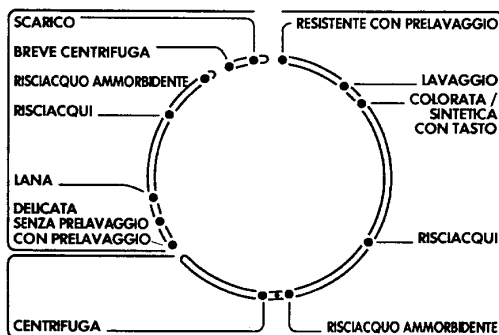 SCARICO
BREVE CENTRIFUGA
RISCIACQUO AMMORBIDENTE
RISCIACQUI
LANA
DELICATA
SENZA PRELAVAGGIO
CON PRELAVAGGIO
CENTRIFUGA
RESISTENTE CON PRELAVAGGIO
LAVAGGIO
COLORATA /
SINTETICA
CON TASTO
RISCIACQUI
RISCIACQUO AMMORBIDENTE